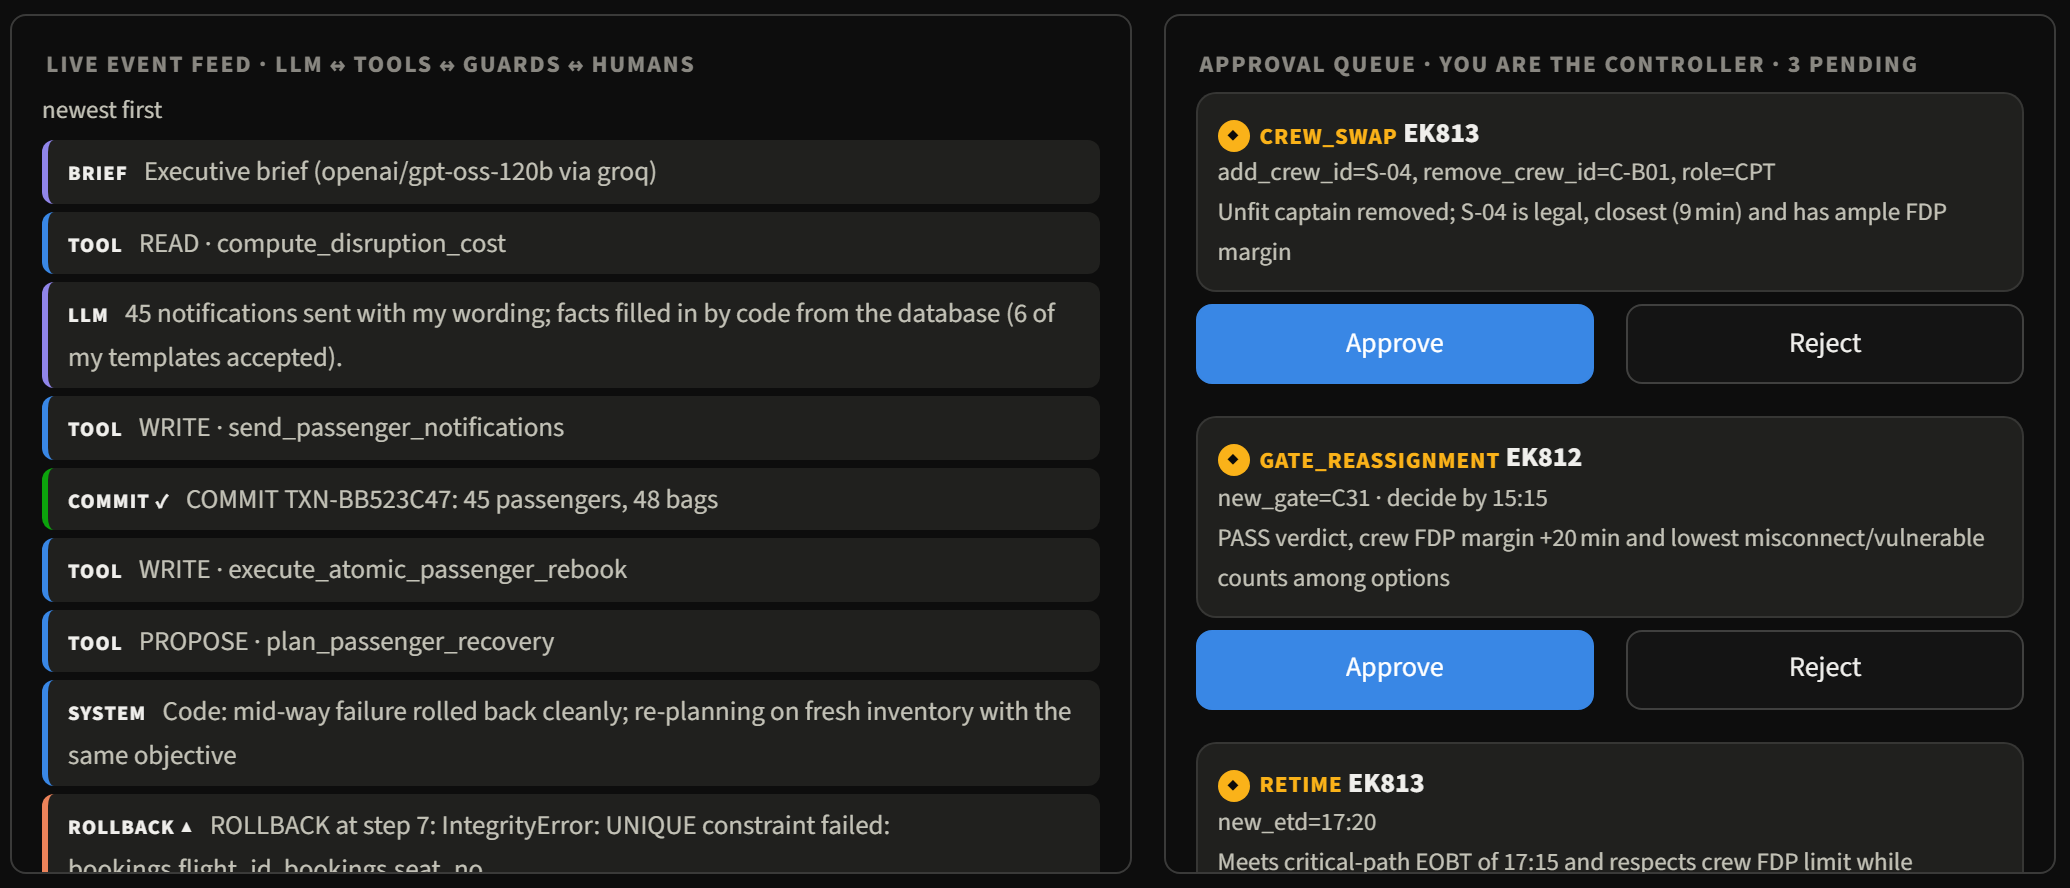 LIVE EVENT FEED · LLM ↔ TOOLS ↔ GUARDS ↔ HUMANS
newest first
BRIEF Executive brief (openai/gpt-oss-120b via groq)
TOOL READ · compute_disruption_cost
LLM 45 notifications sent with my wording; facts filled in by code from the database (6 of
my templates accepted).
TOOL WRITE · send_passenger_notifications
COMMIT ✓ COMMIT TXN-BB523C47: 45 passengers, 48 bags
TOOL WRITE · execute_atomic_passenger_rebook
TOOL PROPOSE · plan_passenger_recovery
SYSTEM Code: mid-way failure rolled back cleanly; re-planning on fresh inventory with the
same objective
ROLLBACK ▲ ROLLBACK at step 7: IntegrityError: UNIQUE constraint failed:
bookings.flight_id, bookings.seat_no
APPROVAL QUEUE · YOU ARE THE CONTROLLER · 3 PENDING
CREW_SWAP EK813
add_crew_id=S-04, remove_crew_id=C-B01, role=CPT
Unfit captain removed; S-04 is legal, closest (9 min) and has ample FDP
margin
Approve
Reject
GATE_REASSIGNMENT EK812
new_gate=C31 · decide by 15:15
PASS verdict, crew FDP margin +20 min and lowest misconnect/vulnerable
counts among options
Approve
Reject
RETIME EK813
new_etd=17:20
Meets critical-path EOBT of 17:15 and respects crew FDP limit while